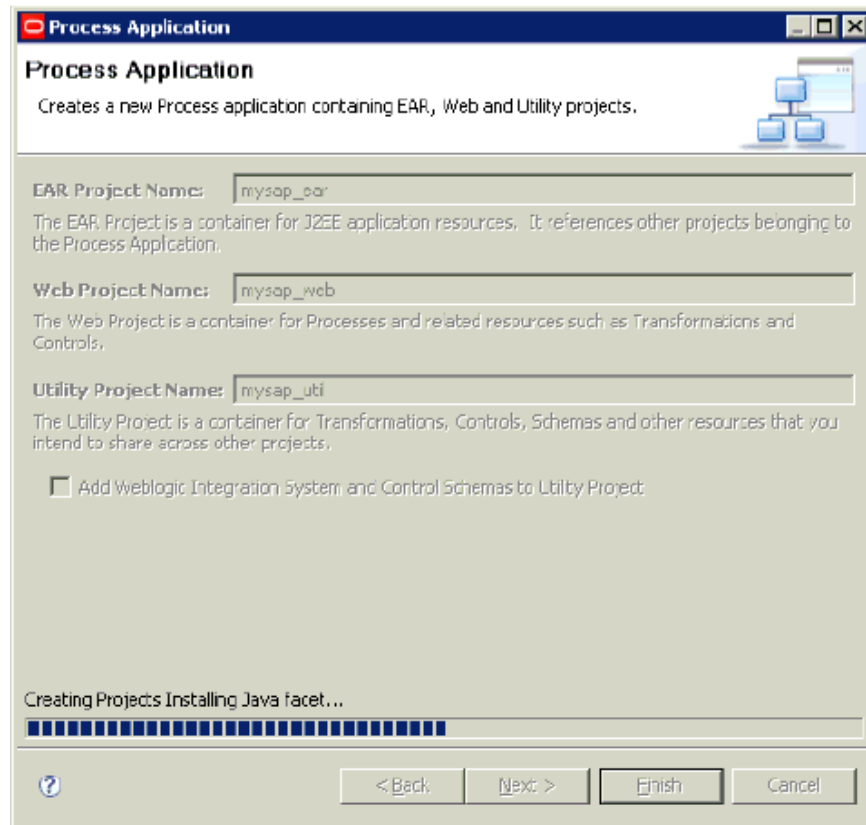 Process Application
Process Application
Creates a new Process application containing EAR, Web and Utility projects.
EAR Project Name: mysap_ear
The EAR Project is a container for J2EE application resources. It references other projects belonging to
the Process Application.
Web Project Name: mysap_web
The Web Project is a container for Processes and related resources such as Transformations and
Controls.
Utility Project Name: mysap_util
The Utility Project is a container for Transformations, Controls, Schemas and other resources that you
intend to share across other projects.
Add Weblogic Integration System and Control Schemas to Utilty Project
Creating Projects Installing Java facet...
? < Back Next > Finish Cancel